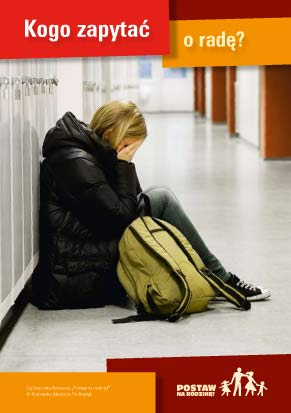 Kogo zapytać
o radę?
POSTAW
NA RODZINĘ!